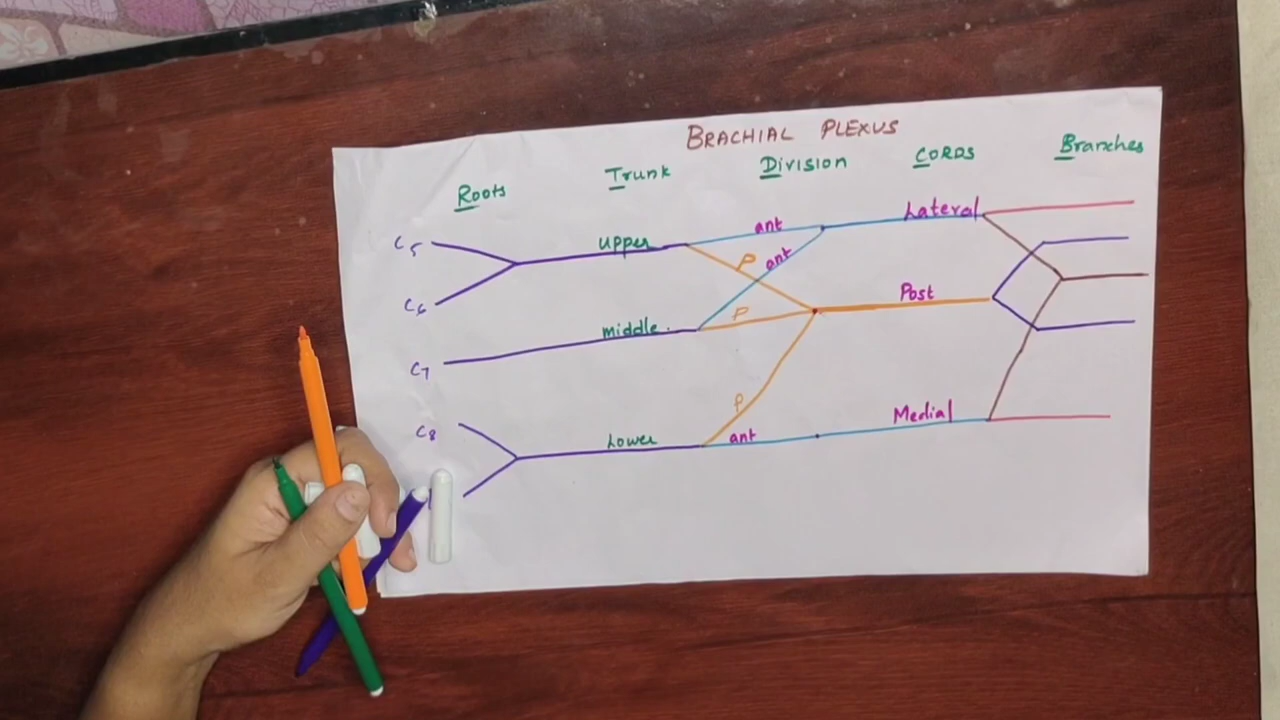 BRACHIAL PLEXUS
Roots Trunk Division CORDS Branches
C5 upper ant Lateral
P ant
C6 Post
middle. P
C7
P
C8 Lower ant Medial